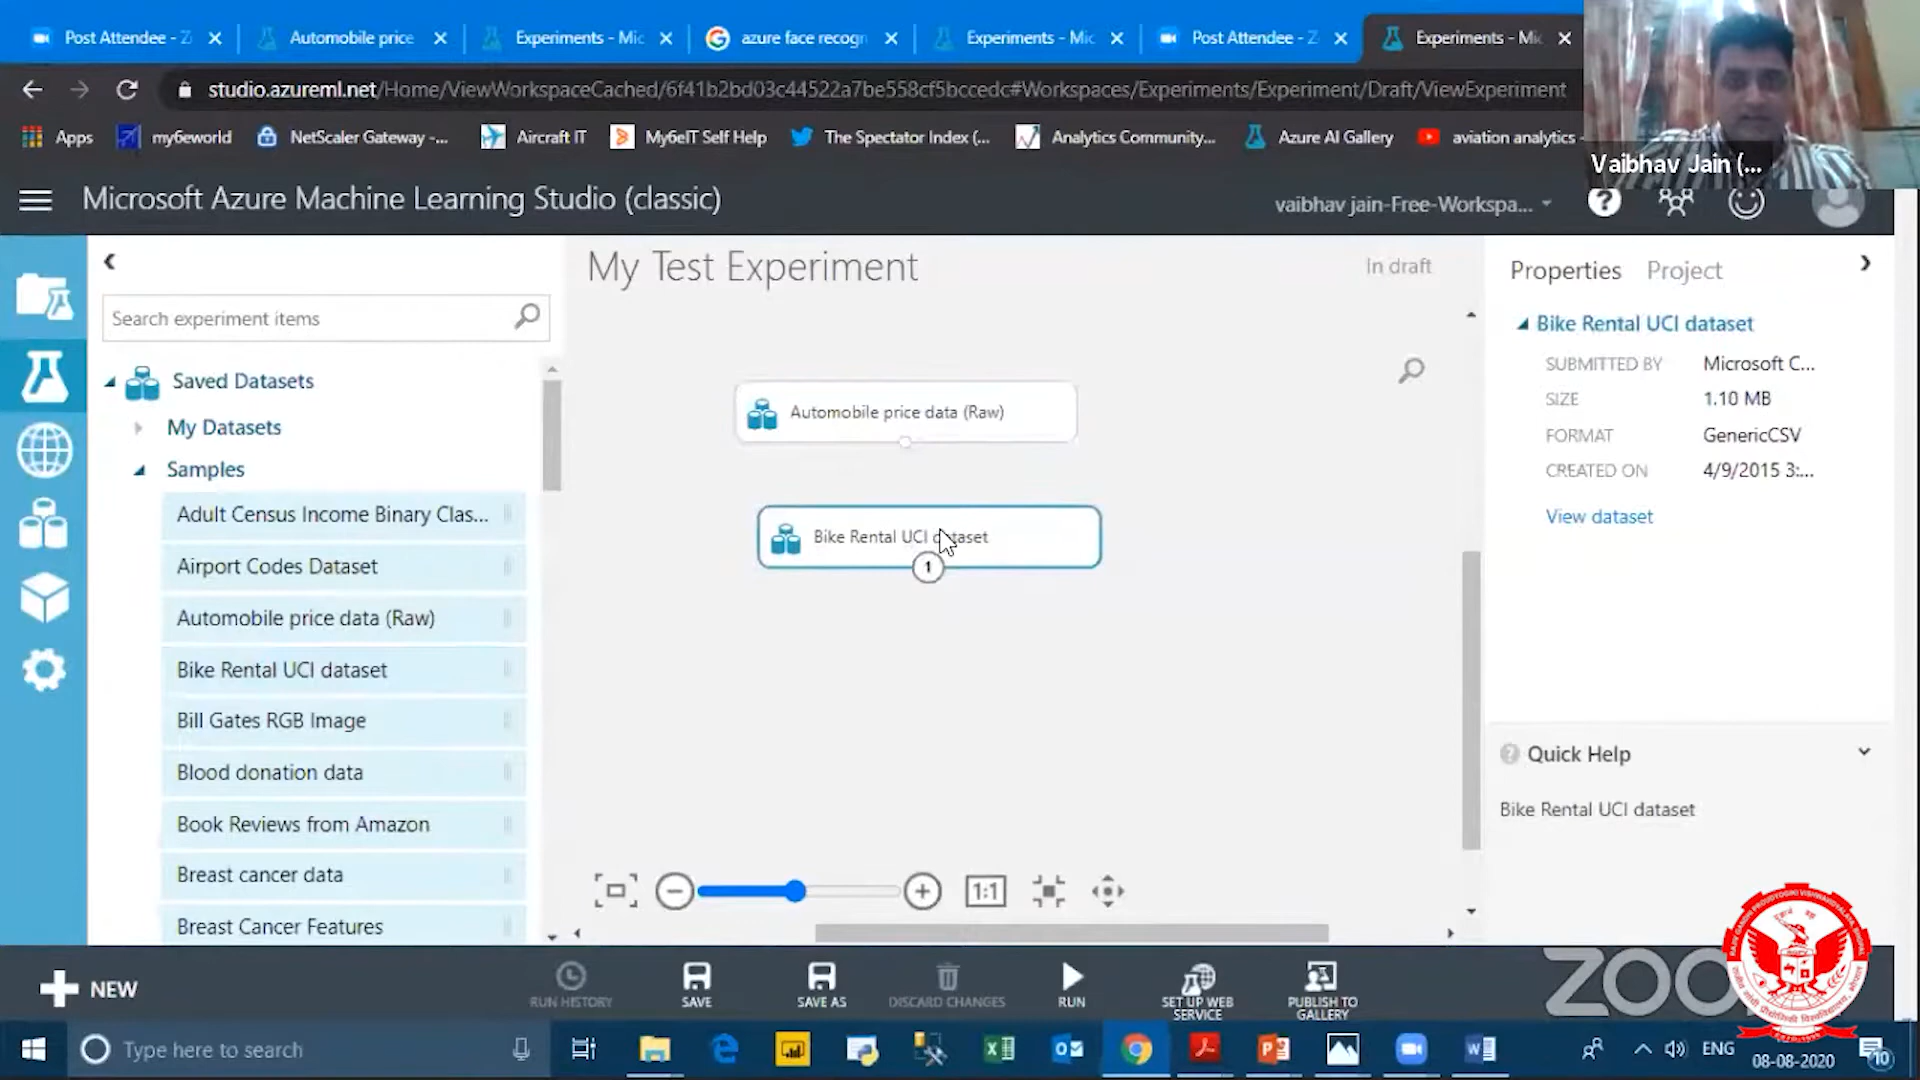 Post Attendee - Z
Automobile price
Experiments - Mic
azure face recogn
Experiments - Mic
Post Attendee - Z
Experiments - Mic
studio.azureml.net/Home/ViewWorkspaceCached/6f41b2bd03c44522a7be558cf5bccedc#Workspaces/Experiments/Experiment/Draft/ViewExperiment
Apps
my6eworld
NetScaler Gateway -...
Aircraft IT
My6eIT Self Help
The Spectator Index (...
Analytics Community...
Azure AI Gallery
aviation analytics -
Vaibhav Jain (...
Microsoft Azure Machine Learning Studio (classic)
vaibhav jain-Free-Workspa...
?
My Test Experiment
In draft
Properties
Project
Search experiment items
Saved Datasets
My Datasets
Samples
Adult Census Income Binary Clas...
Airport Codes Dataset
Automobile price data (Raw)
Bike Rental UCI dataset
Bill Gates RGB Image
Blood donation data
Book Reviews from Amazon
Breast cancer data
Breast Cancer Features
Automobile price data (Raw)
Bike Rental UCI dataset
1
1:1
Bike Rental UCI dataset
SUBMITTED BY Microsoft C...
SIZE 1.10 MB
FORMAT GenericCSV
CREATED ON 4/9/2015 3:...
View dataset
? Quick Help
Bike Rental UCI dataset
NEW
RUN HISTORY
SAVE
SAVE AS
DISCARD CHANGES
RUN
SET UP WEB SERVICE
PUBLISH TO GALLERY
Type here to search
ENG
08-08-2020
10